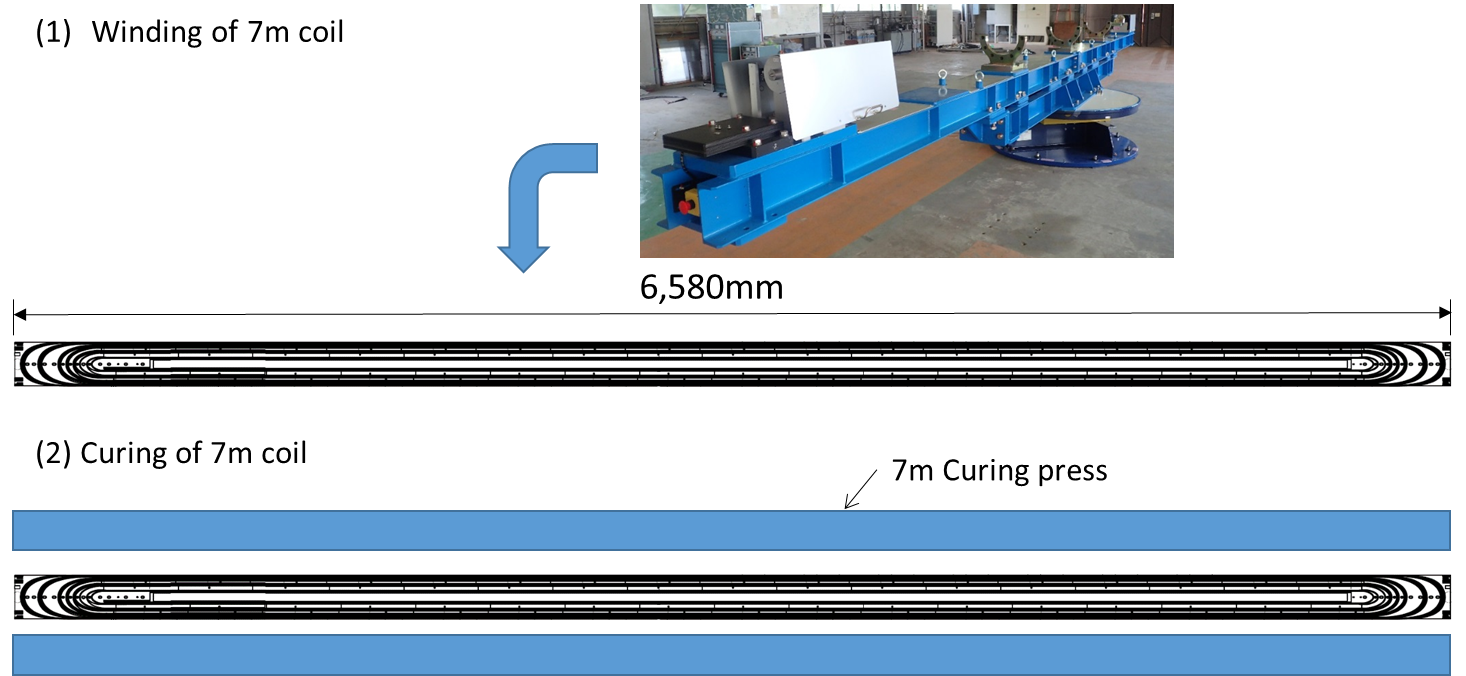 (1) Winding of 7m coil
6,580mm
(2) Curing of 7m coil
7m Curing press